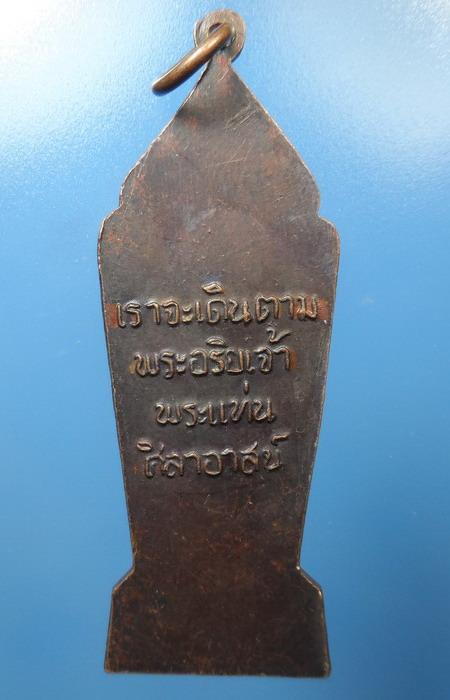 เราจะเดินตาม
พระอริยเจ้า
พระแท่น
ศิลาอาสน์